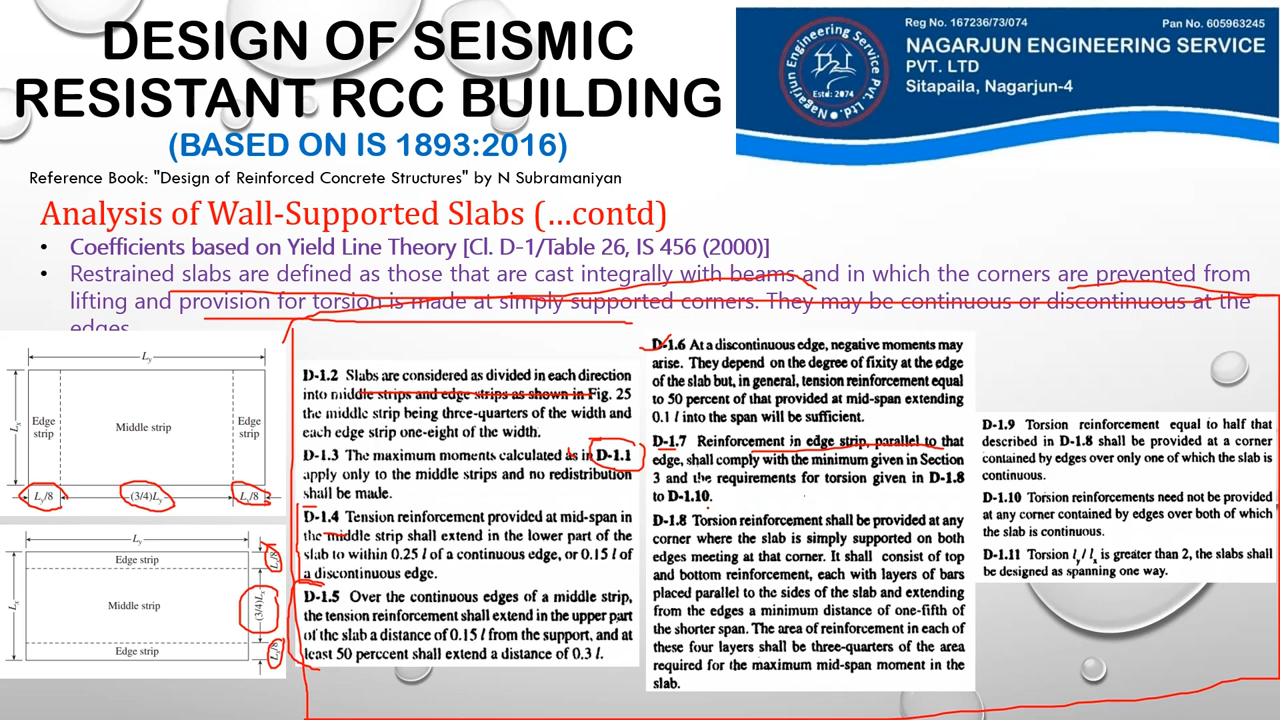 DESIGN OF SEISMIC
RESISTANT RCC BUILDING
(BASED ON IS 1893:2016)
Reference Book: "Design of Reinforced Concrete Structures" by N Subramaniyan
Reg No. 167236/73/074
Pan No. 605963245
NAGARJUN ENGINEERING SERVICE
PVT. LTD
Sitapaila, Nagarjun-4
Nagarjun Engineering Service Pvt. Ltd.
Estd: 2074
Analysis of Wall-Supported Slabs (...contd)
• Coefficients based on Yield Line Theory [Cl. D-1/Table 26, IS 456 (2000)]
• Restrained slabs are defined as those that are cast integrally with beams and in which the corners are prevented from
lifting and provision for torsion is made at simply supported corners. They may be continuous or discontinuous at the
edges
Ly
Lx
Edge strip
Middle strip
Edge strip
Ly/8
(3/4)Ly
Ly/8
Ly
Lx
Edge strip
Middle strip
Edge strip
Lx/8
(3/4)Lx
Lx/8
D-1.2 Slabs are considered as divided in each direction
into middle strips and edge strips as shown in Fig. 25
the middle strip being three-quarters of the width and
each edge strip one-eight of the width.
D-1.3 The maximum moments calculated as in D-1.1
apply only to the middle strips and no redistribution
shall be made.
D-1.4 Tension reinforcement provided at mid-span in
the middle strip shall extend in the lower part of the
slab to within 0.25 l of a continuous edge, or 0.15 l of
a discontinuous edge.
D-1.5 Over the continuous edges of a middle strip,
the tension reinforcement shall extend in the upper part
of the slab a distance of 0.15 l from the support, and at
least 50 percent shall extend a distance of 0.3 l.
D-1.6 At a discontinuous edge, negative moments may
arise. They depend on the degree of fixity at the edge
of the slab but, in general, tension reinforcement equal
to 50 percent of that provided at mid-span extending
0.1 l into the span will be sufficient.
D-1.7 Reinforcement in edge strip, parallel to that
edge, shall comply with the minimum given in Section
3 and the requirements for torsion given in D-1.8
to D-1.10.
D-1.8 Torsion reinforcement shall be provided at any
corner where the slab is simply supported on both
edges meeting at that corner. It shall consist of top
and bottom reinforcement, each with layers of bars
placed parallel to the sides of the slab and extending
from the edges a minimum distance of one-fifth of
the shorter span. The area of reinforcement in each of
these four layers shall be three-quarters of the area
required for the maximum mid-span moment in the
slab.
D-1.9 Torsion reinforcement equal to half that
described in D-1.8 shall be provided at a corner
contained by edges over only one of which the slab is
continuous.
D-1.10 Torsion reinforcements need not be provided
at any corner contained by edges over both of which
the slab is continuous.
D-1.11 Torsion ly / lx is greater than 2, the slabs shall
be designed as spanning one way.